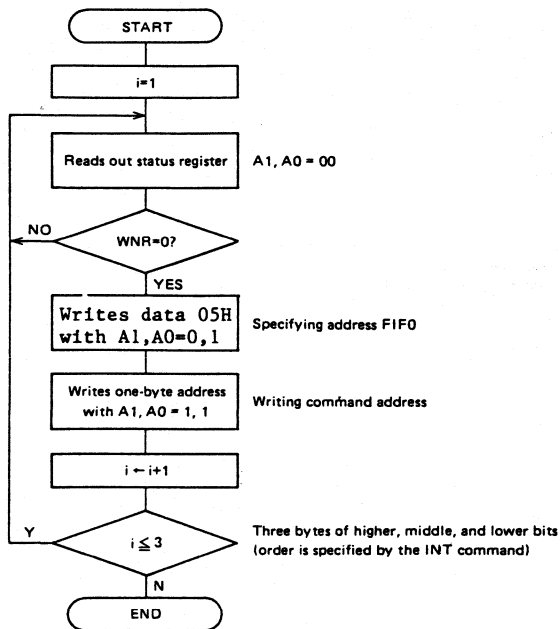 START
i=1
Reads out status register
A1, A0 = 00
NO
WNR=0?
YES
Writes data 05H
with A1,A0=0,1
Specifying address FIFO
Writes one-byte address
with A1, A0 = 1, 1
Writing command address
i ← i+1
Y
i ≦ 3
Three bytes of higher, middle, and lower bits
(order is specified by the INT command)
N
END